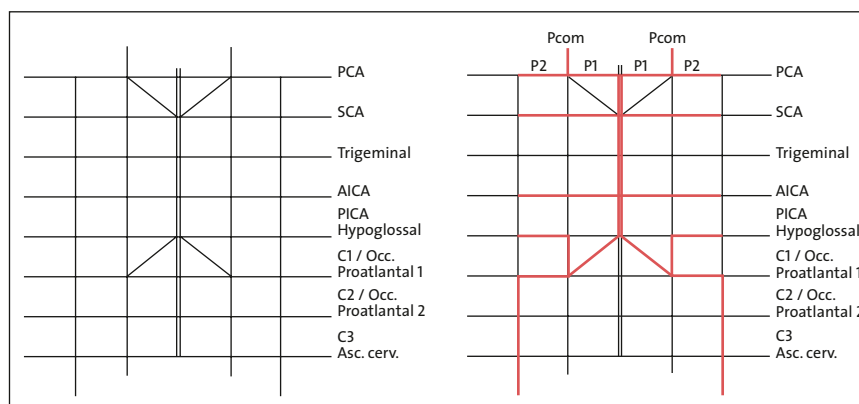 PCA
SCA
Trigeminal
AICA
PICA
Hypoglossal
C1 / Occ.
Proatlantal 1
C2 / Occ.
Proatlantal 2
C3
Asc. cerv.
Pcom Pcom
P2 P1 P1 P2
PCA
SCA
Trigeminal
AICA
PICA
Hypoglossal
C1 / Occ.
Proatlantal 1
C2 / Occ.
Proatlantal 2
C3
Asc. cerv.